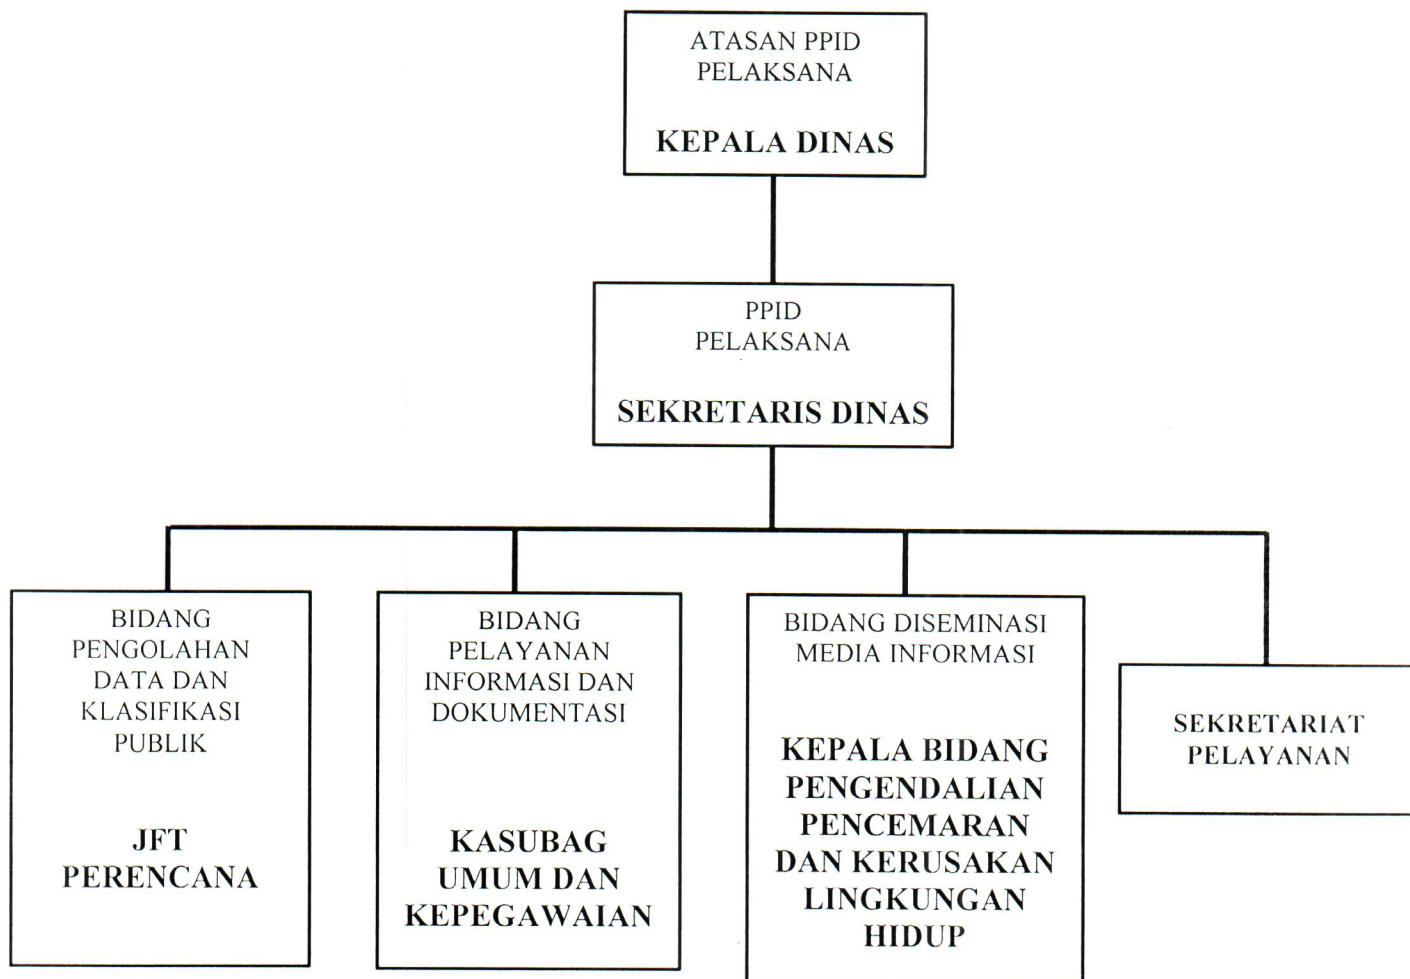 ATASAN PPID
PELAKSANA
KEPALA DINAS
PPID
PELAKSANA
SEKRETARIS DINAS
BIDANG
PENGOLAHAN
DATA DAN
KLASIFIKASI
PUBLIK
JFT
PERENCANA
BIDANG
PELAYANAN
INFORMASI DAN
DOKUMENTASI
KASUBAG
UMUM DAN
KEPEGAWAIAN
BIDANG DISEMINASI
MEDIA INFORMASI
KEPALA BIDANG
PENGENDALIAN
PENCEMARAN
DAN KERUSAKAN
LINGKUNGAN
HIDUP
SEKRETARIAT
PELAYANAN